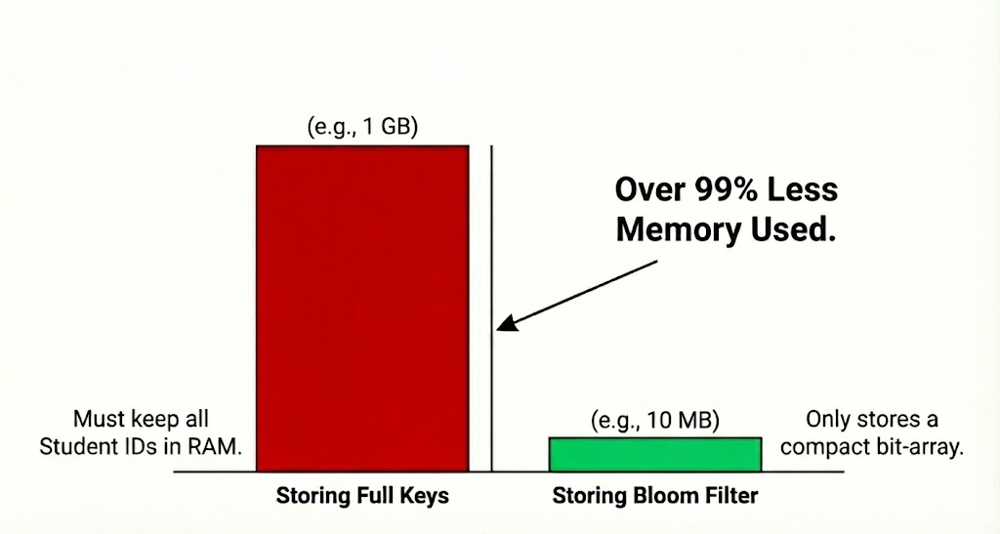 (e.g., 1 GB)
Over 99% Less
Memory Used.
Must keep all
Student IDs in RAM.
(e.g., 10 MB)
Only stores a
compact bit-array.
Storing Full Keys
Storing Bloom Filter